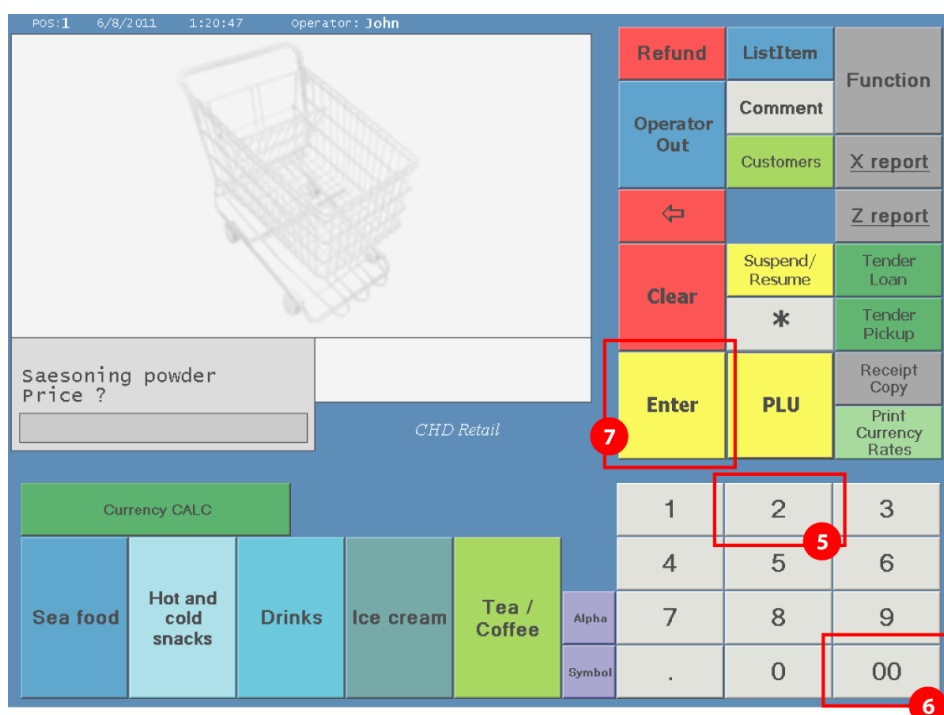 POS:1 6/8/2011 1:20:47 Operator: John
Refund
ListItem
Function
Operator
Out
Comment
Customers
X report
⇦
Z report
Clear
Suspend/
Resume
Tender
Loan
*
Tender
Pickup
Saesoning powder
Price ?
CHD Retail
Enter
7
PLU
Receipt
Copy
Print
Currency
Rates
Currency CALC
1
2
5
3
4
5
6
Sea food
Hot and
cold
snacks
Drinks
Ice cream
Tea /
Coffee
Alpha
Symbol
7
8
9
.
0
00
6